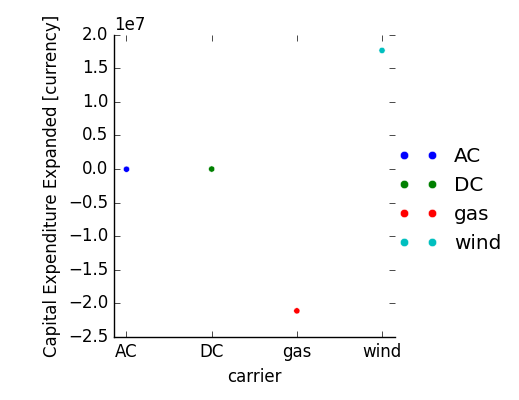 1e7
2.0
1.5
1.0
0.5
0.0
−0.5
−1.0
−1.5
−2.0
−2.5
Capital Expenditure Expanded [currency]
AC DC gas wind
carrier
AC
DC
gas
wind